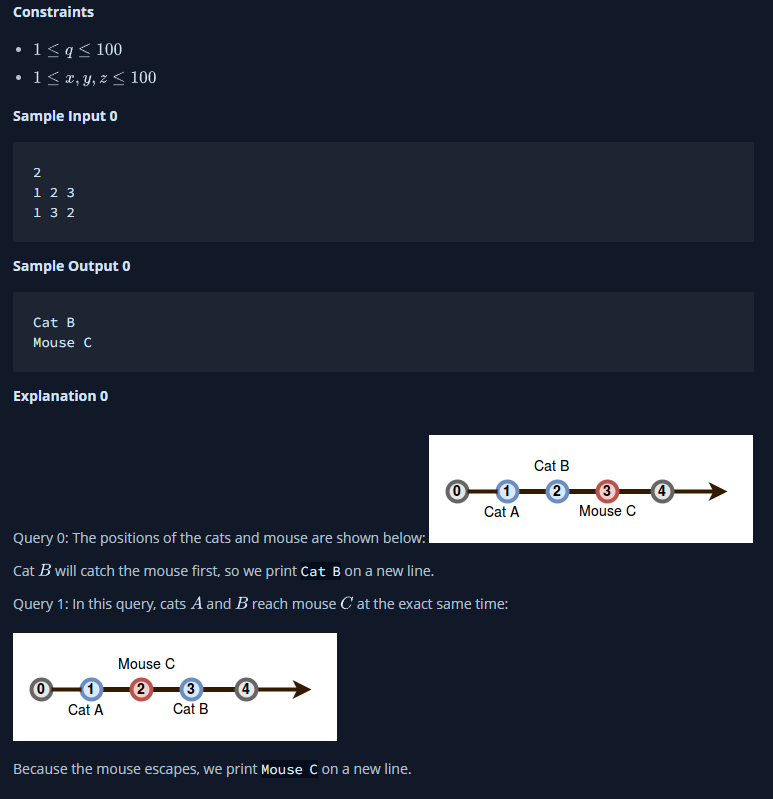 Constraints
• 1 ≤ q ≤ 100
• 1 ≤ x, y, z ≤ 100
Sample Input 0
2
1 2 3
1 3 2
Sample Output 0
Cat B
Mouse C
Explanation 0
Cat B
0 1 2 3 4
Cat A Mouse C
Query 0: The positions of the cats and mouse are shown below:
Cat B will catch the mouse first, so we print Cat B on a new line.
Query 1: In this query, cats A and B reach mouse C at the exact same time:
Mouse C
0 1 2 3 4
Cat A Cat B
Because the mouse escapes, we print Mouse C on a new line.